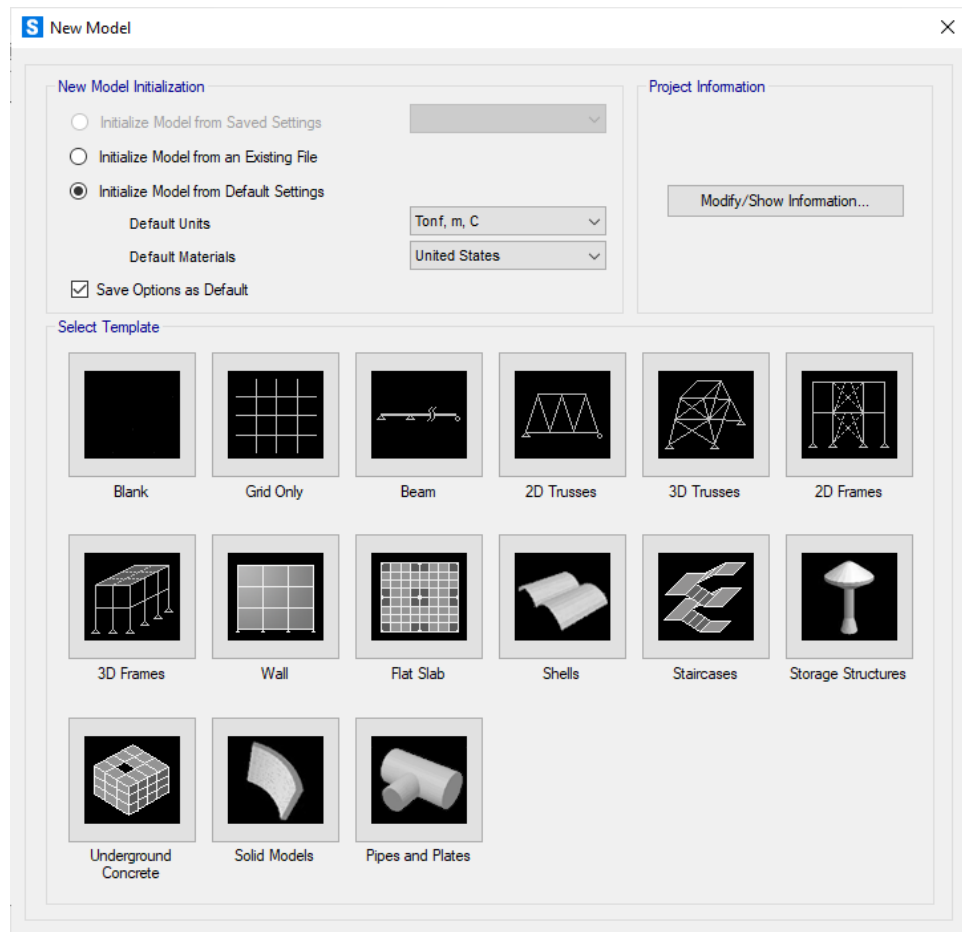 S New Model
New Model Initialization
Project Information
Initialize Model from Saved Settings
Initialize Model from an Existing File
Initialize Model from Default Settings
Modify/Show Information...
Default Units
Tonf, m, C
Default Materials
United States
Save Options as Default
Select Template
Blank
Grid Only
Beam
2D Trusses
3D Trusses
2D Frames
3D Frames
Wall
Flat Slab
Shells
Staircases
Storage Structures
Underground
Concrete
Solid Models
Pipes and Plates